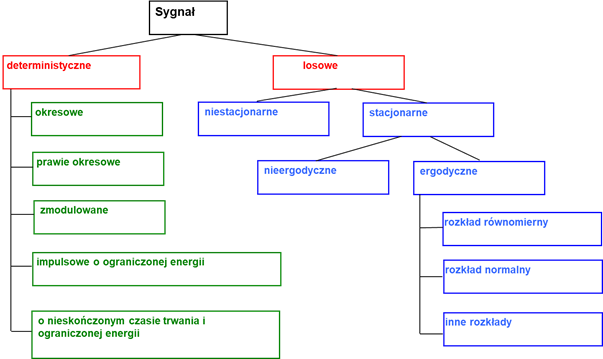 Sygnał
deterministyczne
losowe
okresowe
niestacjonarne
stacjonarne
prawie okresowe
nieergodyczne
ergodyczne
zmodulowane
rozkład równomierny
impulsowe o ograniczonej energii
rozkład normalny
o nieskończonym czasie trwania i
ograniczonej energii
inne rozkłady